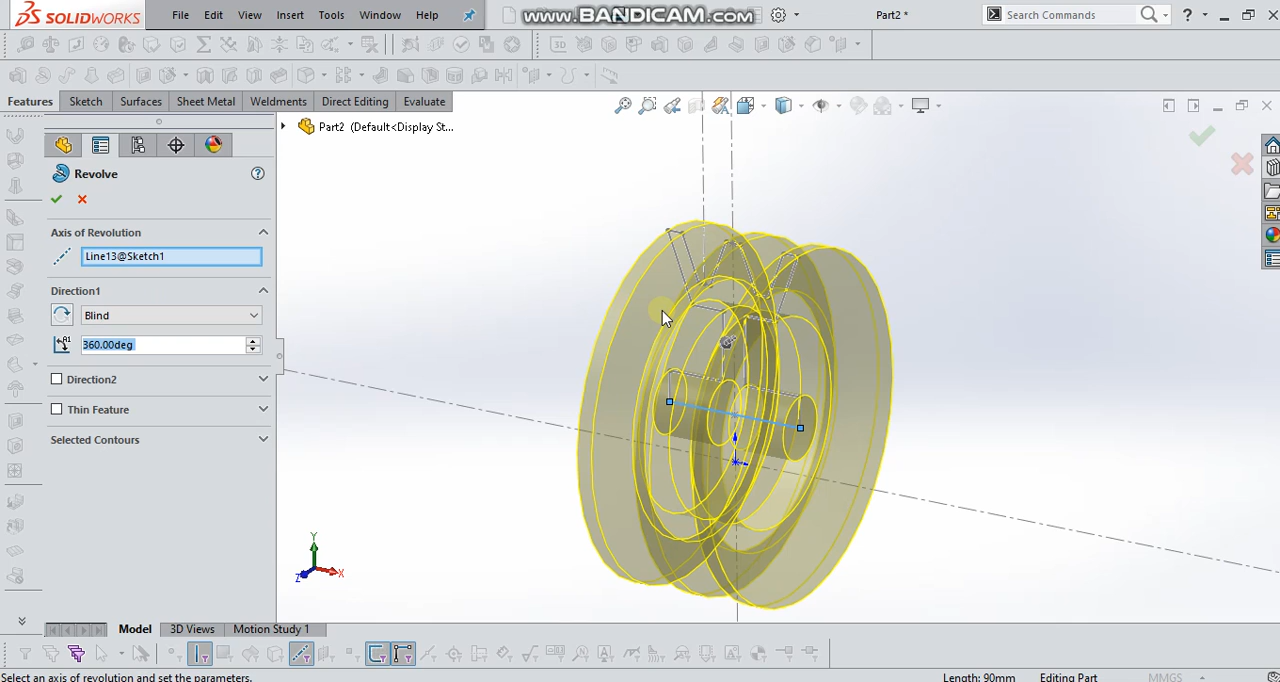 SOLIDWORKS File Edit View Insert Tools Window Help www.BANDICAM.com Part2 * Search Commands ?
3D
Features Sketch Surfaces Sheet Metal Weldments Direct Editing Evaluate
Part2 (Default<Display St...
Revolve
Axis of Revolution
Line13@Sketch1
Direction1
Blind
360.00deg
Direction2
Thin Feature
Selected Contours
Y
Z X
Model 3D Views Motion Study 1
Select an axis of revolution and set the parameters. Length: 90mm Editing Part MMGS